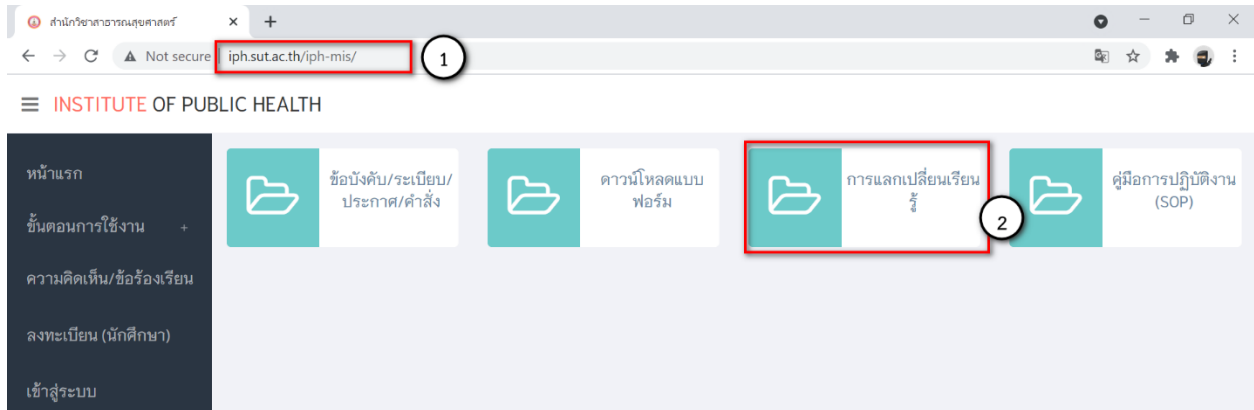 สำนักวิชาสาธารณสุขศาสตร์
Not secure iph.sut.ac.th/iph-mis/
1
INSTITUTE OF PUBLIC HEALTH
หน้าแรก
ขั้นตอนการใช้งาน +
ความคิดเห็น/ข้อร้องเรียน
ลงทะเบียน (นักศึกษา)
เข้าสู่ระบบ
ข้อบังคับ/ระเบียบ/
ประกาศ/คำสั่ง
ดาวน์โหลดแบบ
ฟอร์ม
การแลกเปลี่ยนเรียน
รู้
2
คู่มือการปฏิบัติงาน
(SOP)